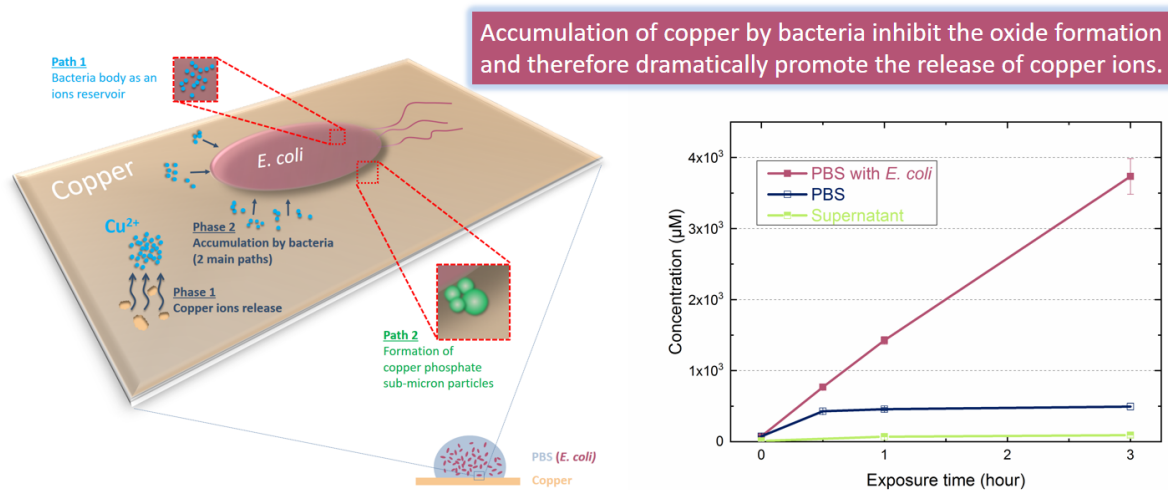 Accumulation of copper by bacteria inhibit the oxide formation
and therefore dramatically promote the release of copper ions.
Path 1
Bacteria body as an
ions reservoir
Copper
E. coli
Cu²⁺
Phase 2
Accumulation by bacteria
(2 main paths)
Phase 1
Copper ions release
Path 2
Formation of
copper phosphate
sub-micron particles
PBS (E. coli)
Copper
PBS with E. coli
PBS
Supernatant
Concentration (µM)
4x10³
3x10³
2x10³
1x10³
0
0
1
2
3
Exposure time (hour)